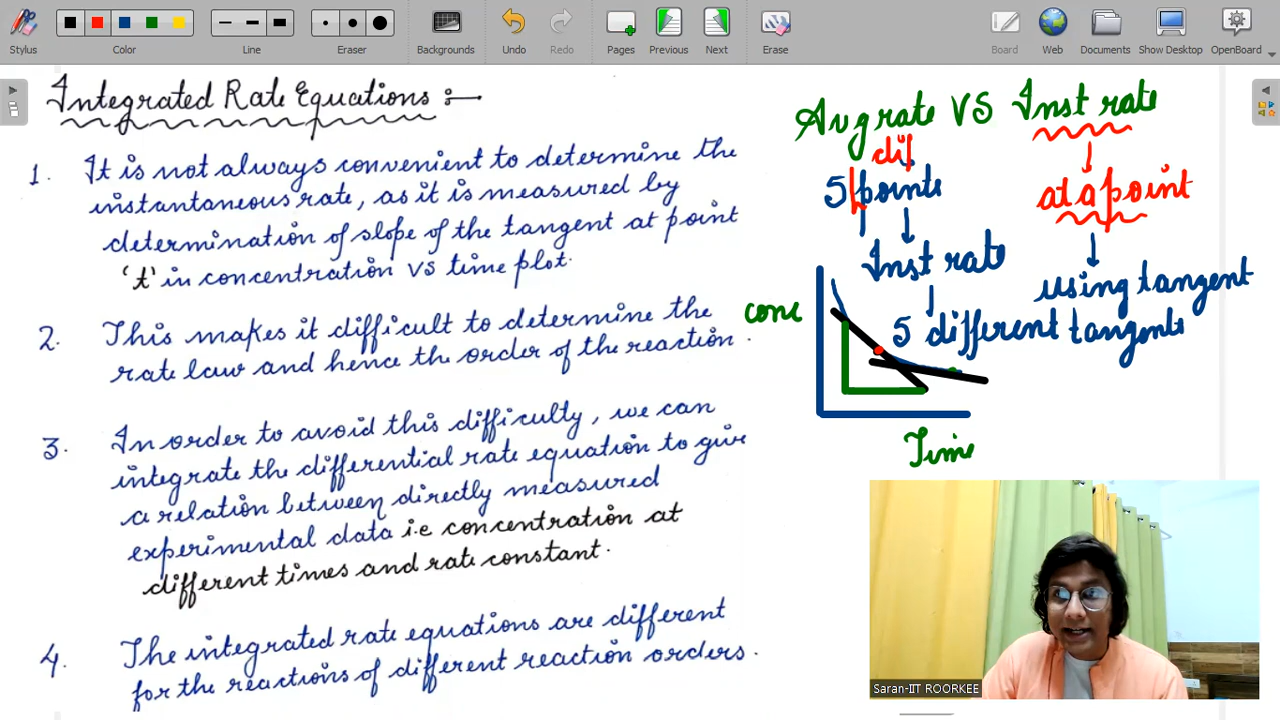 Stylus
Color
Line
Eraser
Backgrounds
Undo
Redo
Pages
Previous
Next
Erase
Board
Web
Documents
Show Desktop
OpenBoard
Integrated Rate Equations :-
1. It is not always convenient to determine the
instantaneous rate, as it is measured by
determination of slope of the tangent at point
't' in concentration vs time plot.
2. This makes it difficult to determine the
rate law and hence the order of the reaction.
3. In order to avoid this difficulty, we can
integrate the differential rate equation to give
a relation between directly measured
experimental data i.e concentration at
different times and rate constant.
4. The integrated rate equations are different
for the reactions of different reaction orders.
Avg rate VS Inst rate
dif
5 points
at a point
Inst rate
using tangent
5 different tangents
conc
Time
Saran-IIT ROORKEE